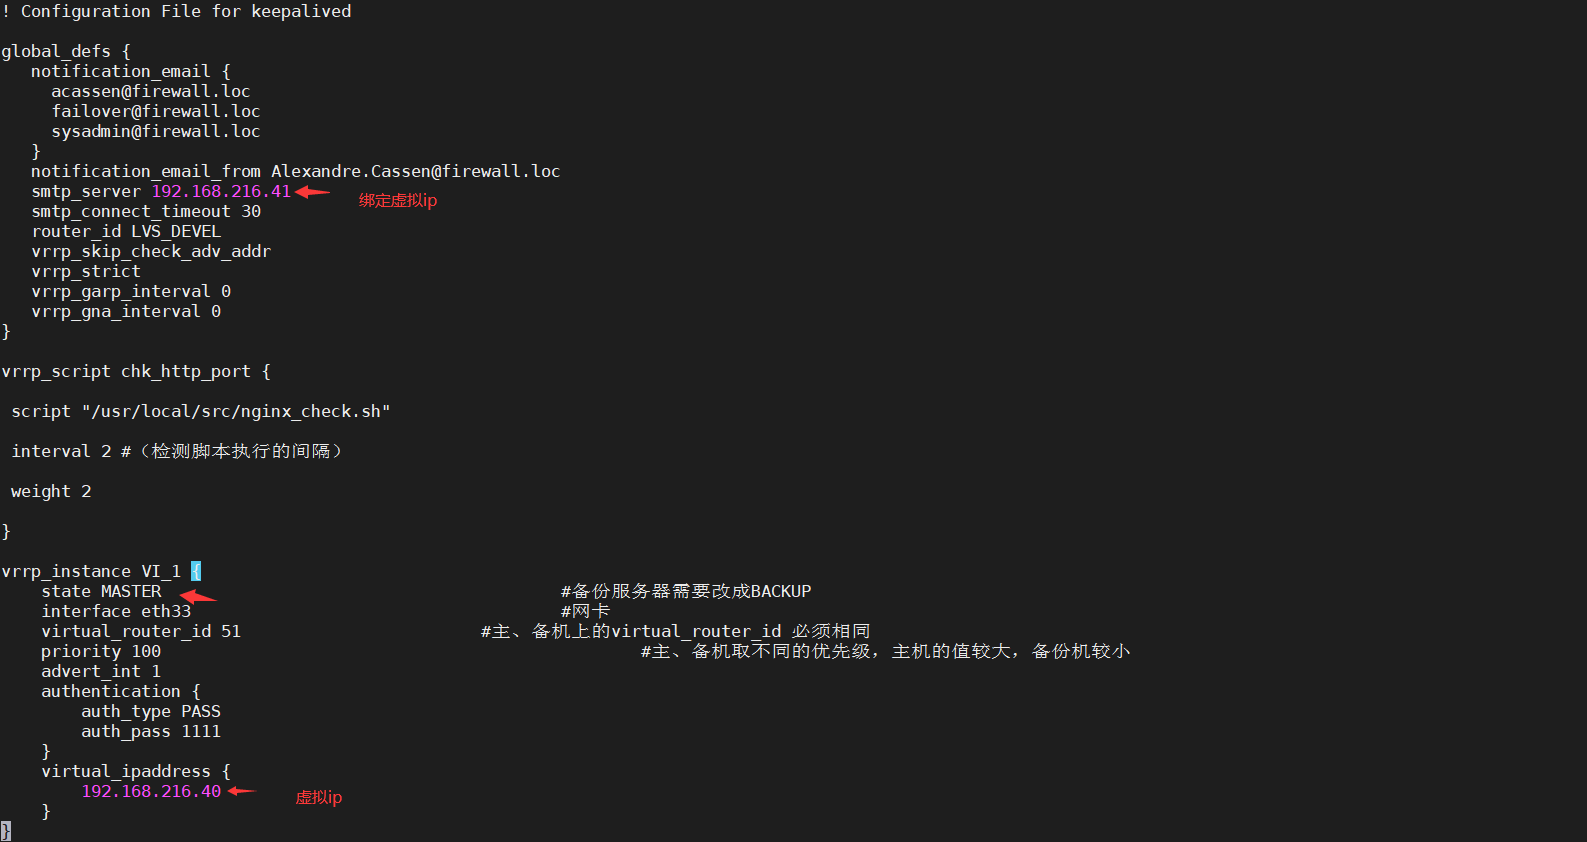 ! Configuration File for keepalived
global_defs {
notification_email {
acassen@firewall.loc
failover@firewall.loc
sysadmin@firewall.loc
}
notification_email_from Alexandre.Cassen@firewall.loc
smtp_server 192.168.216.41 绑定虚拟ip
smtp_connect_timeout 30
router_id LVS_DEVEL
vrrp_skip_check_adv_addr
vrrp_strict
vrrp_garp_interval 0
vrrp_gna_interval 0
}
vrrp_script chk_http_port {
script "/usr/local/src/nginx_check.sh"
interval 2 #（检测脚本执行的间隔）
weight 2
}
vrrp_instance VI_1 {
state MASTER #备份服务器需要改成BACKUP
interface eth33 #网卡
virtual_router_id 51 #主、备机上的virtual_router_id 必须相同
priority 100 #主、备机取不同的优先级，主机的值较大，备份机较小
advert_int 1
authentication {
auth_type PASS
auth_pass 1111
}
virtual_ipaddress {
192.168.216.40 虚拟ip
}
}